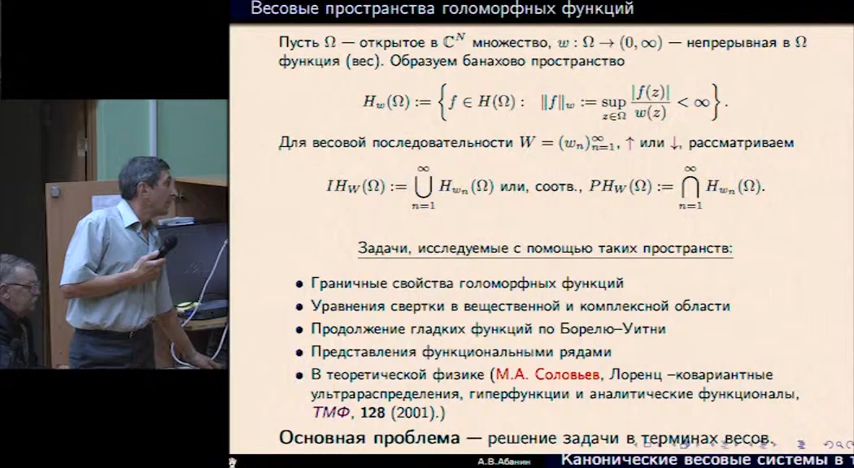 Весовые пространства голоморфных функций
Пусть Ω — открытое в ℂᴺ множество, w : Ω → (0, ∞) — непрерывная в Ω
функция (вес). Образуем банахово пространство
H_w(Ω) := { f ∈ H(Ω) : ‖f‖_w := sup_{z∈Ω} |f(z)|/w(z) < ∞ }.
Для весовой последовательности W = (w_n)_{n=1}^∞, ↑ или ↓, рассматриваем
IH_W(Ω) := ⋃_{n=1}^∞ H_{w_n}(Ω) или, соотв., PH_W(Ω) := ⋂_{n=1}^∞ H_{w_n}(Ω).
Задачи, исследуемые с помощью таких пространств:
• Граничные свойства голоморфных функций
• Уравнения свертки в вещественной и комплексной области
• Продолжение гладких функций по Борелю–Уитни
• Представления функциональными рядами
• В теоретической физике (М.А. Соловьев, Лоренц –ковариантные
ультрараспределения, гиперфункции и аналитические функционалы,
ТМФ, 128 (2001).)
Основная проблема — решение задачи в терминах весов.
А.В.Абанин Канонические весовые системы в т